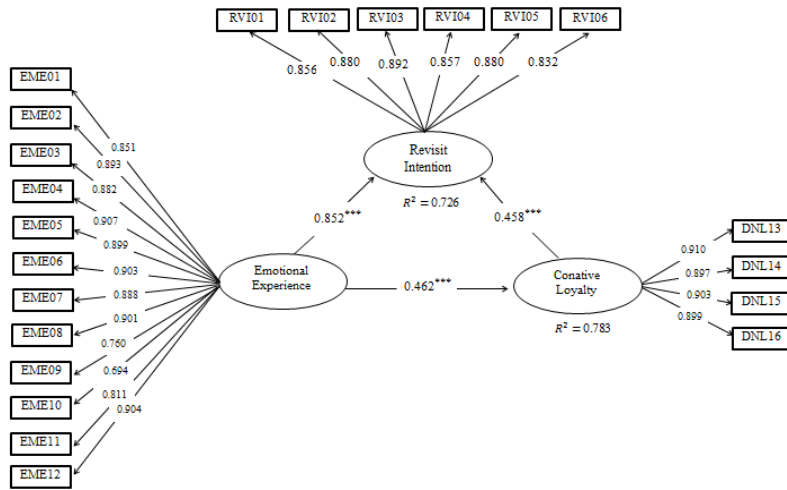 RVI01 RVI02 RVI03 RVI04 RVI05 RVI06
0.856 0.880 0.892 0.857 0.880 0.832
EME01
EME02
EME03
EME04
EME05
EME06
EME07
EME08
EME09
EME10
EME11
EME12
0.851
0.893
0.882
0.907
0.899
0.903
0.888
0.901
0.760
0.694
0.811
0.904
Revisit
Intention
R² = 0.726
0.852***
0.458***
Emotional
Experience
0.462***
Conative
Loyalty
R² = 0.783
0.910
0.897
0.903
0.899
DNL13
DNL14
DNL15
DNL16